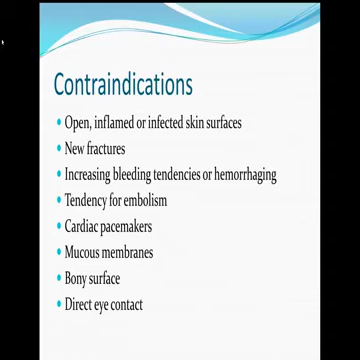 Contraindications
Open, inflamed or infected skin surfaces
New fractures
Increasing bleeding tendencies or hemorrhaging
Tendency for embolism
Cardiac pacemakers
Mucous membranes
Bony surface
Direct eye contact